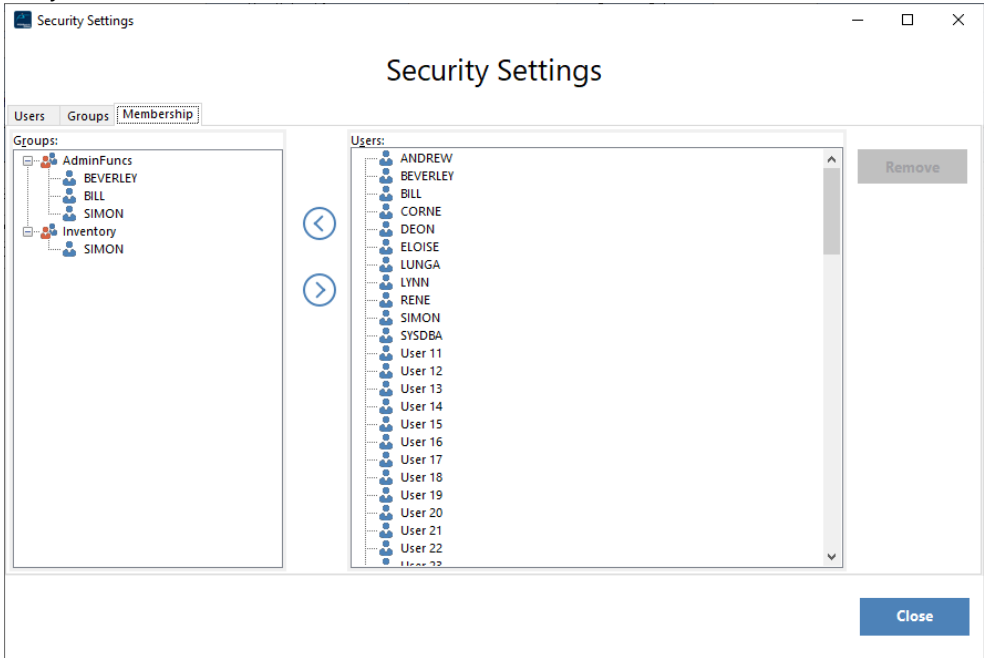 Security Settings
Security Settings
Users Groups Membership
Groups:
AdminFuncs
BEVERLEY
BILL
SIMON
Inventory
SIMON
Users:
ANDREW
BEVERLEY
BILL
CORNE
DEON
ELOISE
LUNGA
LYNN
RENE
SIMON
SYSDBA
User 11
User 12
User 13
User 14
User 15
User 16
User 17
User 18
User 19
User 20
User 21
User 22
User 23
Remove
Close